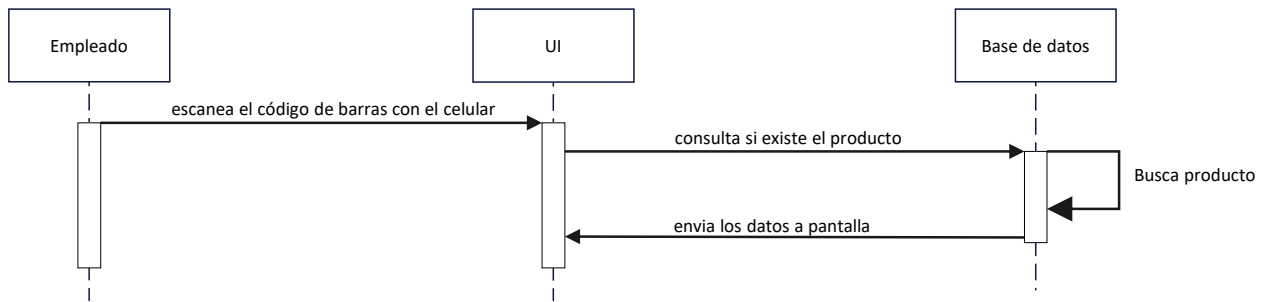 Empleado
UI
Base de datos
escanea el código de barras con el celular
consulta si existe el producto
Busca producto
envia los datos a pantalla